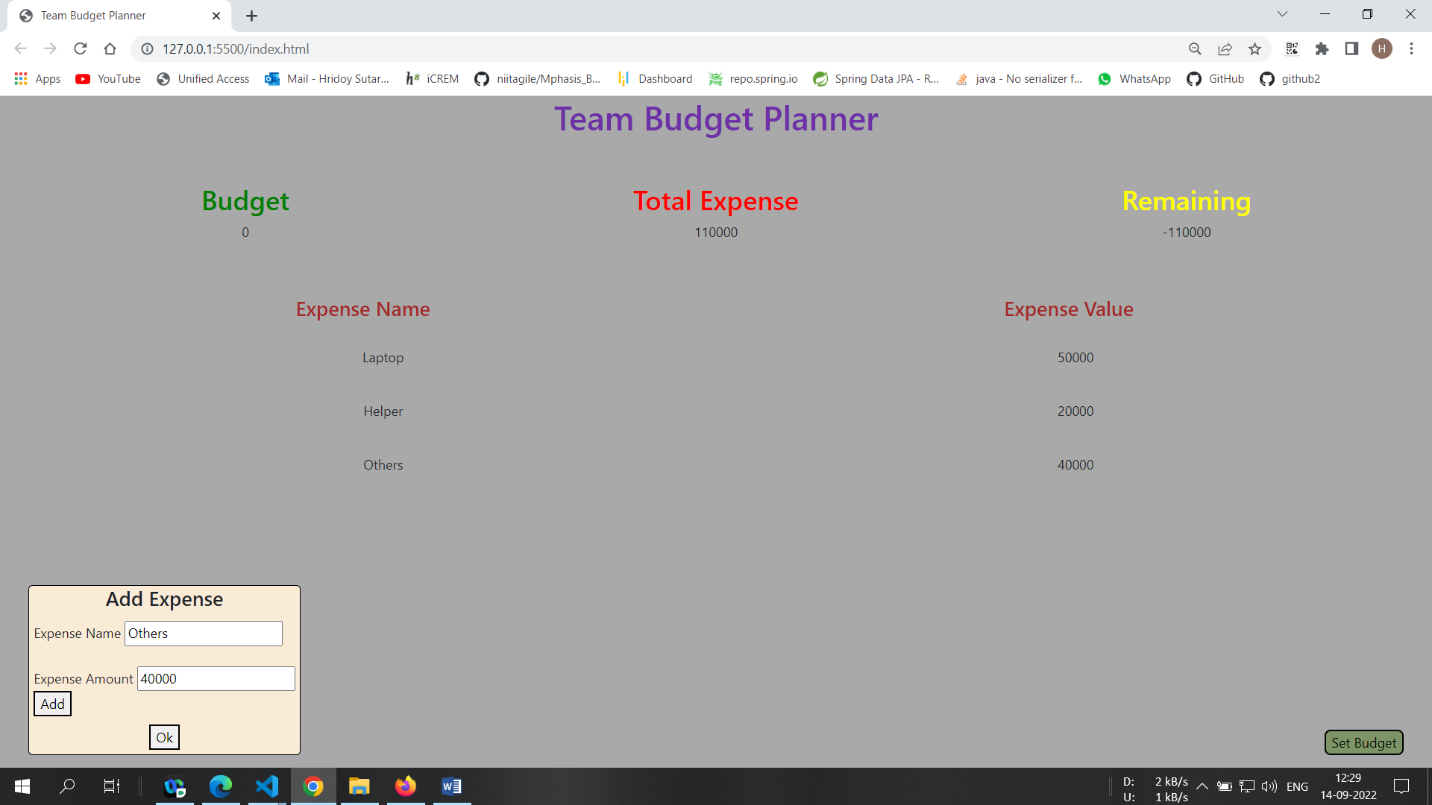 Team Budget Planner
127.0.0.1:5500/index.html
H
Apps YouTube Unified Access Mail - Hridoy Sutar... h⁸ iCREM niitagile/Mphasis_B... Dashboard repo.spring.io Spring Data JPA - R... java - No serializer f... WhatsApp GitHub github2
Team Budget Planner
Budget Total Expense Remaining
0 110000 -110000
Expense Name Expense Value
Laptop 50000
Helper 20000
Others 40000
Add Expense
Expense Name Others
Expense Amount 40000
Add
Ok
Set Budget
D: 2 kB/s
U: 1 kB/s
ENG
12:29
14-09-2022